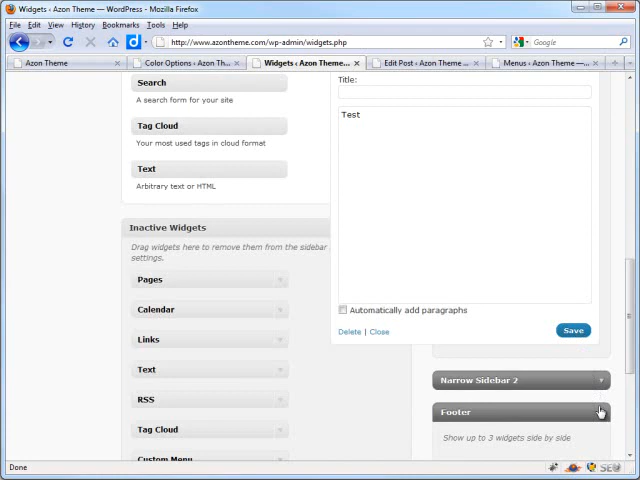 Widgets ‹ Azon Theme — WordPress - Mozilla Firefox
File Edit View History Bookmarks Tools Help
http://www.azontheme.com/wp-admin/widgets.php
Google
Azon Theme
Color Options ‹ Azon Th...
Widgets ‹ Azon Theme...
Edit Post ‹ Azon Theme ...
Menus ‹ Azon Theme —...
Search
A search form for your site
Tag Cloud
Your most used tags in cloud format
Text
Arbitrary text or HTML
Title:
Test
Automatically add paragraphs
Delete | Close
Save
Inactive Widgets
Drag widgets here to remove them from the sidebar
settings.
Pages
Calendar
Links
Text
RSS
Tag Cloud
Custom Menu
Narrow Sidebar 2
Footer
Show up to 3 widgets side by side
Done